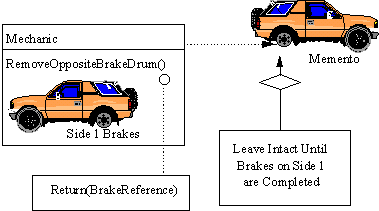 Mechanic
Memento
RemoveOppositeBrakeDrum()
Side 1 Brakes
Leave Intact Until
Brakes on Side 1
are Completed
Return(BrakeReference)